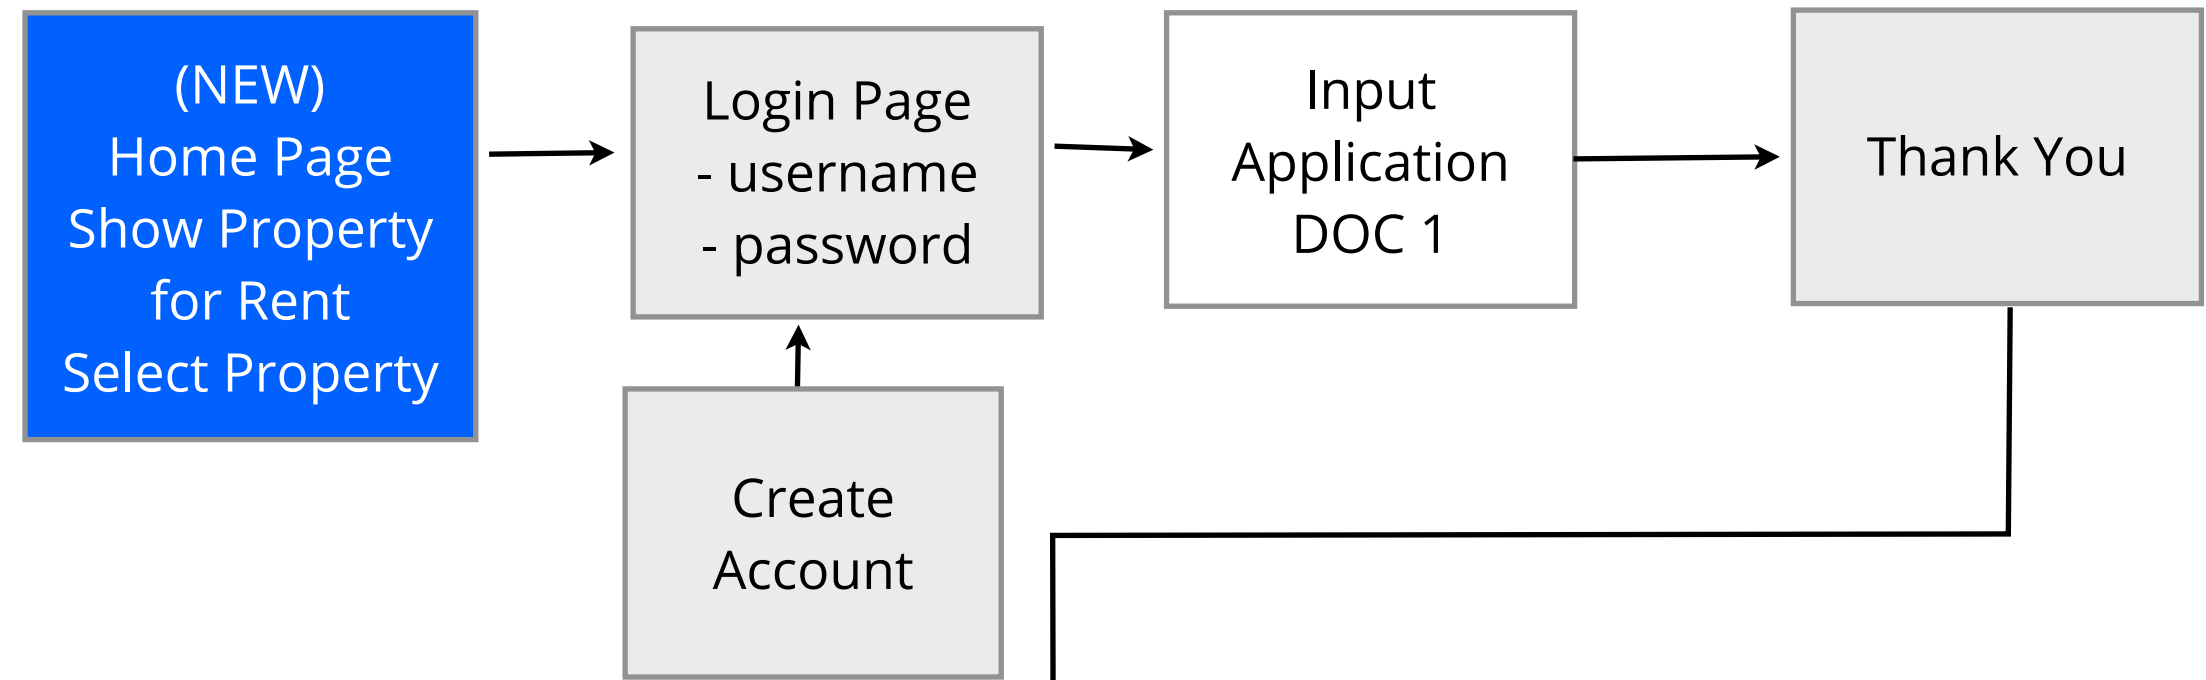 (NEW)
Home Page
Show Property
for Rent
Select Property
Login Page
- username
- password
Input
Application
DOC 1
Thank You
Create
Account